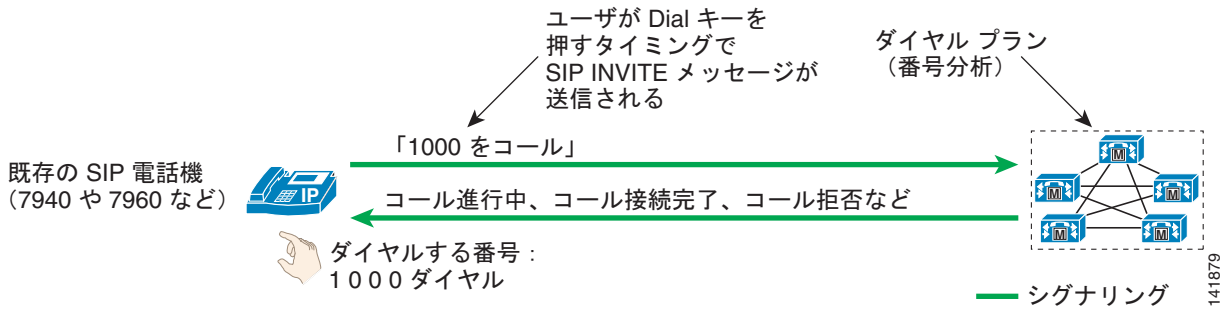 ユーザが Dial キーを
押すタイミングで
SIP INVITE メッセージが
送信される
ダイヤル プラン
（番号分析）
「1000 をコール」
既存の SIP 電話機
（7940 や 7960 など）
IP
コール進行中、コール接続完了、コール拒否など
M
M
M
M
M
ダイヤルする番号：
1 0 0 0 ダイヤル
シグナリング
141879